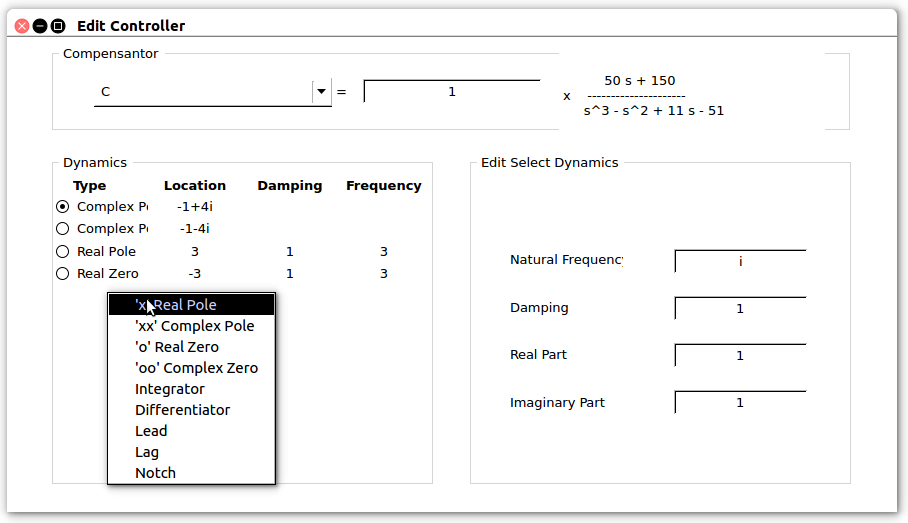 Edit Controller
Compensantor
C = 1 x 50 s + 150
---------------------
s^3 - s^2 + 11 s - 51
Dynamics
Type Location Damping Frequency
Complex Po -1+4i
Complex Po -1-4i
Real Pole 3 1 3
Real Zero -3 1 3
'x' Real Pole
'xx' Complex Pole
'o' Real Zero
'oo' Complex Zero
Integrator
Differentiator
Lead
Lag
Notch
Edit Select Dynamics
Natural Frequency i
Damping 1
Real Part 1
Imaginary Part 1